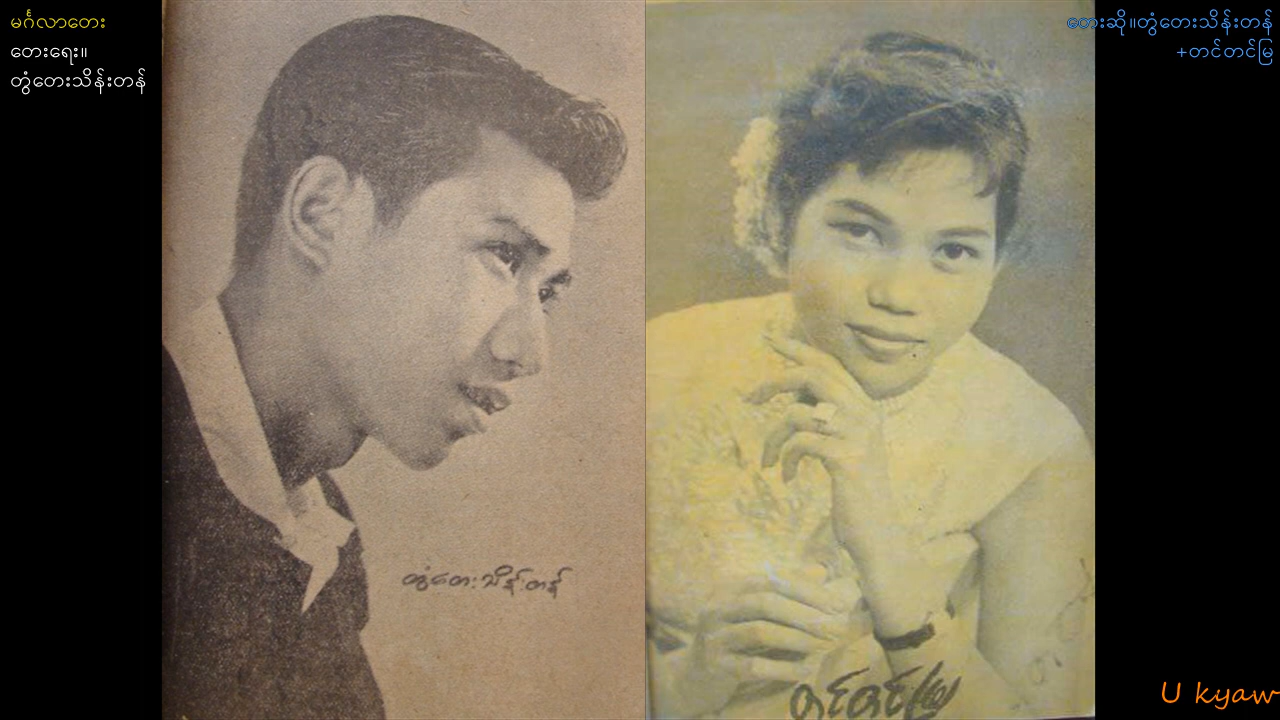 မင်္ဂလာတေး
တေးရေး။
တွံတေးသိန်းတန်
တေးဆို။တွံတေးသိန်းတန်
+တင်တင်မြ
တွံတေးသိန်းတန်
တင်တင်မြ
U kyaw